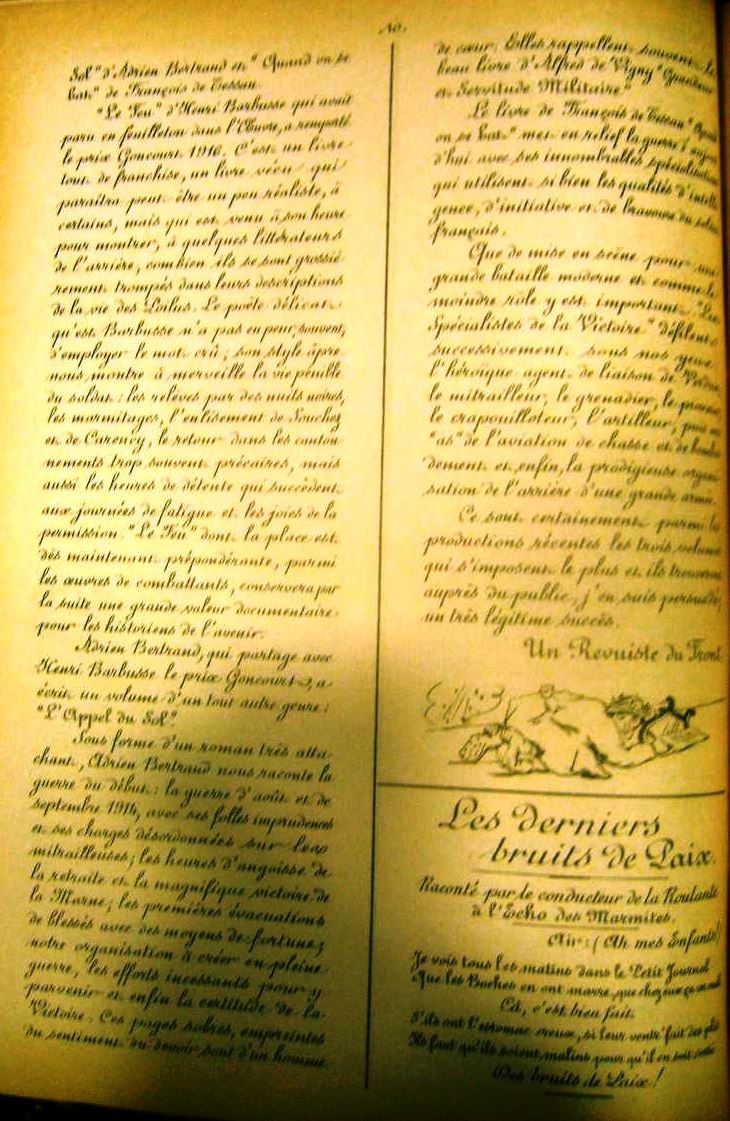 Sol" d'Adrien Bertrand et "Quand on se
bat" de François de Tessan.
"Le Feu" d'Henri Barbusse qui avait
paru en feuilleton dans l'Œuvre, a remporté
le prix Goncourt 1916. C'est un livre
tout de franchise, un livre vécu qui
paraîtra peut être un peu réaliste, à
certains, mais qui est venu à son heure
pour montrer, à quelques littérateurs
de l'arrière, combien ils se sont grossiè-
rement trompés dans leurs descriptions
de la vie des Poilus. Le poète délicat
qu'est Barbusse n'a pas eu peur, souvent,
d'employer le mot crû ; son style âpre
nous montre à merveille la vie pénible
du soldat : les relèves par des nuits noires,
les marmitages, l'enlisement de Souchez
et de Carency, le retour dans les canton-
nements trop souvent précaires, mais
aussi les heures de détente qui succèdent
aux journées de fatigue et les joies de la
permission. "Le Feu" dont la place est
dès maintenant prépondérante, parmi
les œuvres de combattants, conservera par
la suite une grande valeur documentaire
pour les historiens de l'avenir.
Adrien Bertrand, qui partage avec
Henri Barbusse le prix Goncourt, a
écrit un volume d'un tout autre genre :
"L'Appel du Sol".
Sous forme d'un roman très atta-
chant, Adrien Bertrand nous raconte la
guerre du début : la guerre d'août et de
septembre 1914, avec ses folles imprudences
et ses charges désordonnées sur les
mitrailleuses ; les heures d'angoisse de
la retraite et la magnifique victoire de
la Marne ; les premières évacuations
de blessés avec des moyens de fortune ;
notre organisation à créer en pleine
guerre, les efforts incessants pour y
parvenir et enfin la certitude de la
Victoire. Ces pages sobres, empreintes
du sentiment du devoir sont d'un homme
de cœur. Elles rappellent souvent le
beau livre d'Alfred de Vigny "Grandeur
et Servitude Militaire"
Le livre de François de Tessan "Quand
on se bat" met en relief la guerre d'aujour
d'hui avec ses innombrables spécialisations
qui utilisent si bien les qualités d'intelli
gence, d'initiative et de bravoure du soldat
français.
Que de mise en scène pour une
grande bataille moderne et comme le
moindre rôle y est important. "Les
Spécialistes de la Victoire" défilent
successivement sous nos yeux
l'héroïque agent de liaison de Verdun,
le mitrailleur, le grenadier, le
le crapouilloteur, l'artilleur, puis
"as" de l'aviation de chasse et de bombar
dement et enfin, la prodigieuse organi
sation de l'arrière d'une grande armée.
Ce sont certainement parmi les
productions récentes les trois volumes
qui s'imposent le plus et ils trouveront
auprès du public, j'en suis persuadé,
un très légitime succès.
Un Revuiste du Front
Les derniers
bruits de Paix.
Raconté par le conducteur de la Roulante
à l'Echo des Marmites.
Air : (Ah mes Enfants!)
Je vois tous les matins dans le Petit Journal
Que les Boches en ont marre, que chez eux ça va mal
Ça, c'est bien fait
S'ils ont l'estomac creux, si leur ventre fait des plis
Ils faut qu'ils soient malins pour qu'il en soit
Des bruits de Paix !